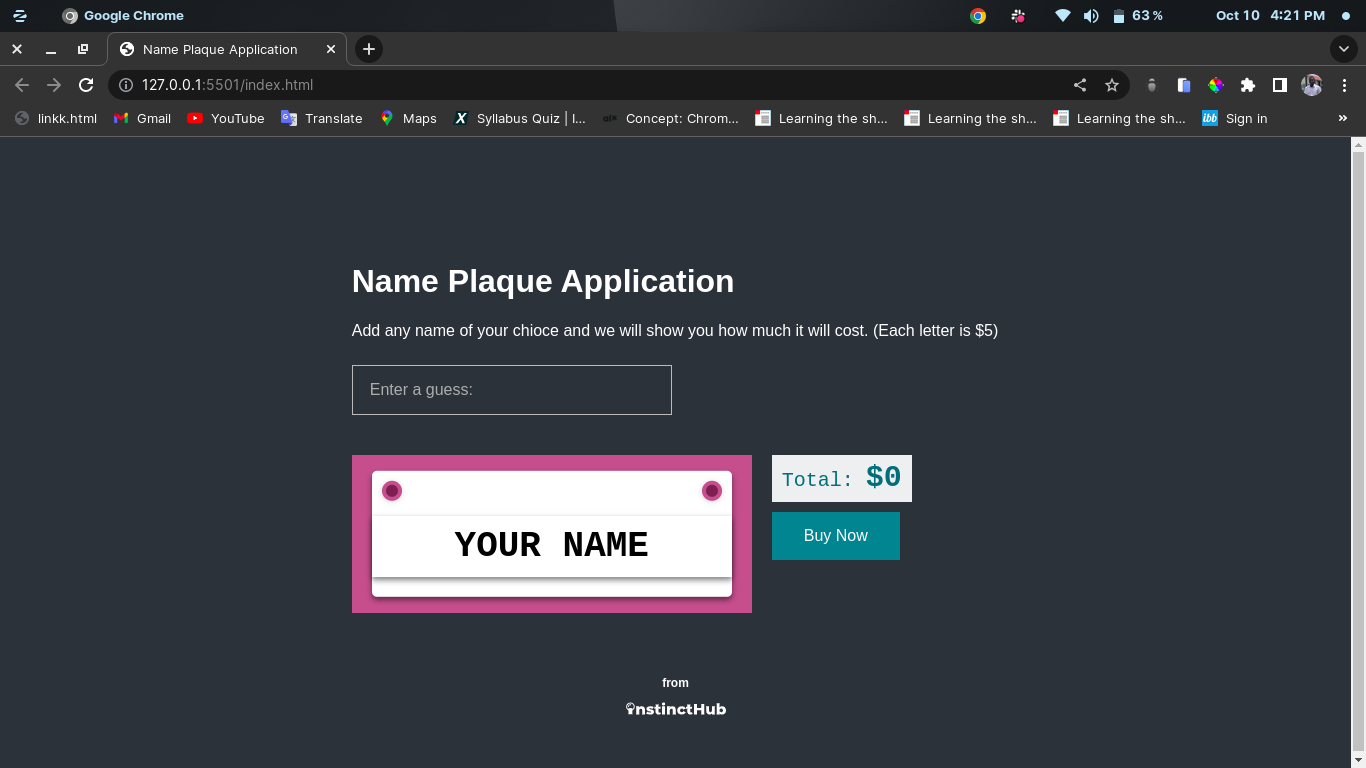 Google Chrome
63 %
Oct 10 4:21 PM
Name Plaque Application
127.0.0.1:5501/index.html
linkk.html
Gmail
YouTube
Translate
Maps
Syllabus Quiz | I...
Concept: Chrom...
Learning the sh...
Learning the sh...
Learning the sh...
ibb
Sign in
Name Plaque Application
Add any name of your chioce and we will show you how much it will cost. (Each letter is $5)
Enter a guess:
YOUR NAME
Total: $0
Buy Now
from
instinctHub